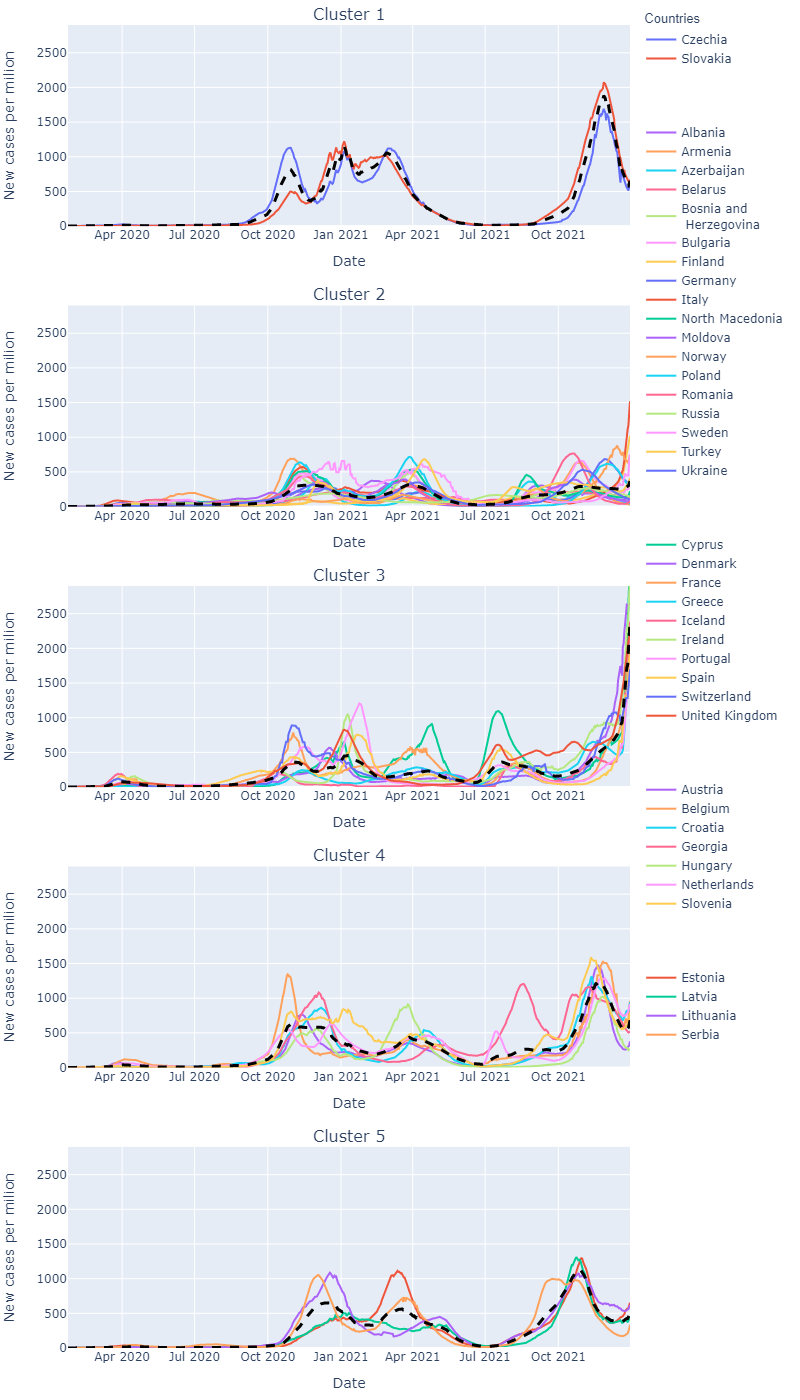 Cluster 1
New cases per milion
2500
2000
1500
1000
500
0
Apr 2020
Jul 2020
Oct 2020
Jan 2021
Apr 2021
Jul 2021
Oct 2021
Date
Cluster 2
New cases per milion
2500
2000
1500
1000
500
0
Apr 2020
Jul 2020
Oct 2020
Jan 2021
Apr 2021
Jul 2021
Oct 2021
Date
Cluster 3
New cases per milion
2500
2000
1500
1000
500
0
Apr 2020
Jul 2020
Oct 2020
Jan 2021
Apr 2021
Jul 2021
Oct 2021
Date
Cluster 4
New cases per milion
2500
2000
1500
1000
500
0
Apr 2020
Jul 2020
Oct 2020
Jan 2021
Apr 2021
Jul 2021
Oct 2021
Date
Cluster 5
New cases per milion
2500
2000
1500
1000
500
0
Apr 2020
Jul 2020
Oct 2020
Jan 2021
Apr 2021
Jul 2021
Oct 2021
Date
Countries
Czechia
Slovakia
Albania
Armenia
Azerbaijan
Belarus
Bosnia and
Herzegovina
Bulgaria
Finland
Germany
Italy
North Macedonia
Moldova
Norway
Poland
Romania
Russia
Sweden
Turkey
Ukraine
Cyprus
Denmark
France
Greece
Iceland
Ireland
Portugal
Spain
Switzerland
United Kingdom
Austria
Belgium
Croatia
Georgia
Hungary
Netherlands
Slovenia
Estonia
Latvia
Lithuania
Serbia